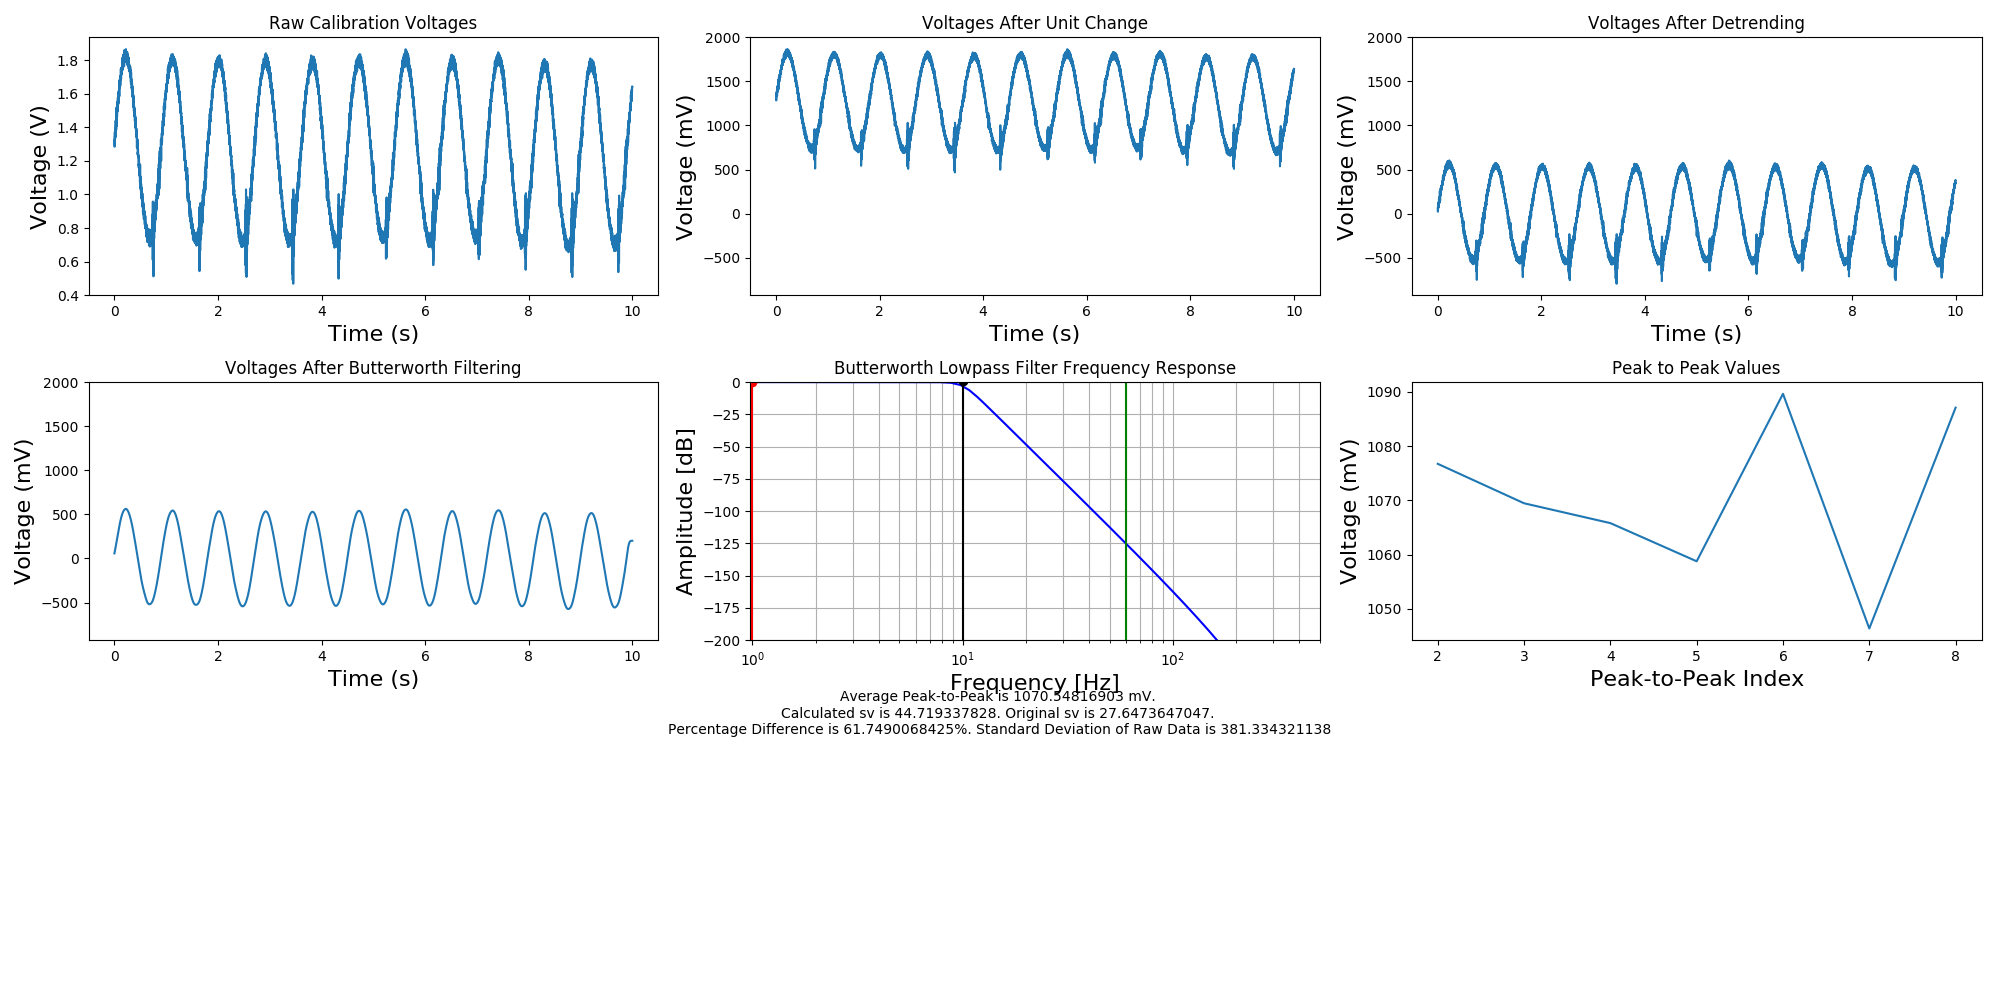 Raw Calibration Voltages
Voltage (V)
1.8
1.6
1.4
1.2
1.0
0.8
0.6
0.4
0 2 4 6 8 10
Time (s)
Voltages After Unit Change
Voltage (mV)
2000
1500
1000
500
0
−500
0 2 4 6 8 10
Time (s)
Voltages After Detrending
Voltage (mV)
2000
1500
1000
500
0
−500
0 2 4 6 8 10
Time (s)
Voltages After Butterworth Filtering
Voltage (mV)
2000
1500
1000
500
0
−500
0 2 4 6 8 10
Time (s)
Butterworth Lowpass Filter Frequency Response
Amplitude [dB]
0
−25
−50
−75
−100
−125
−150
−175
−200
10⁰ 10¹ 10²
Frequency [Hz]
Peak to Peak Values
Voltage (mV)
1090
1080
1070
1060
1050
2 3 4 5 6 7 8
Peak-to-Peak Index
Average Peak-to-Peak is 1070.54816903 mV.
Calculated sv is 44.719337828. Original sv is 27.6473647047.
Percentage Difference is 61.7490068425%. Standard Deviation of Raw Data is 381.334321138